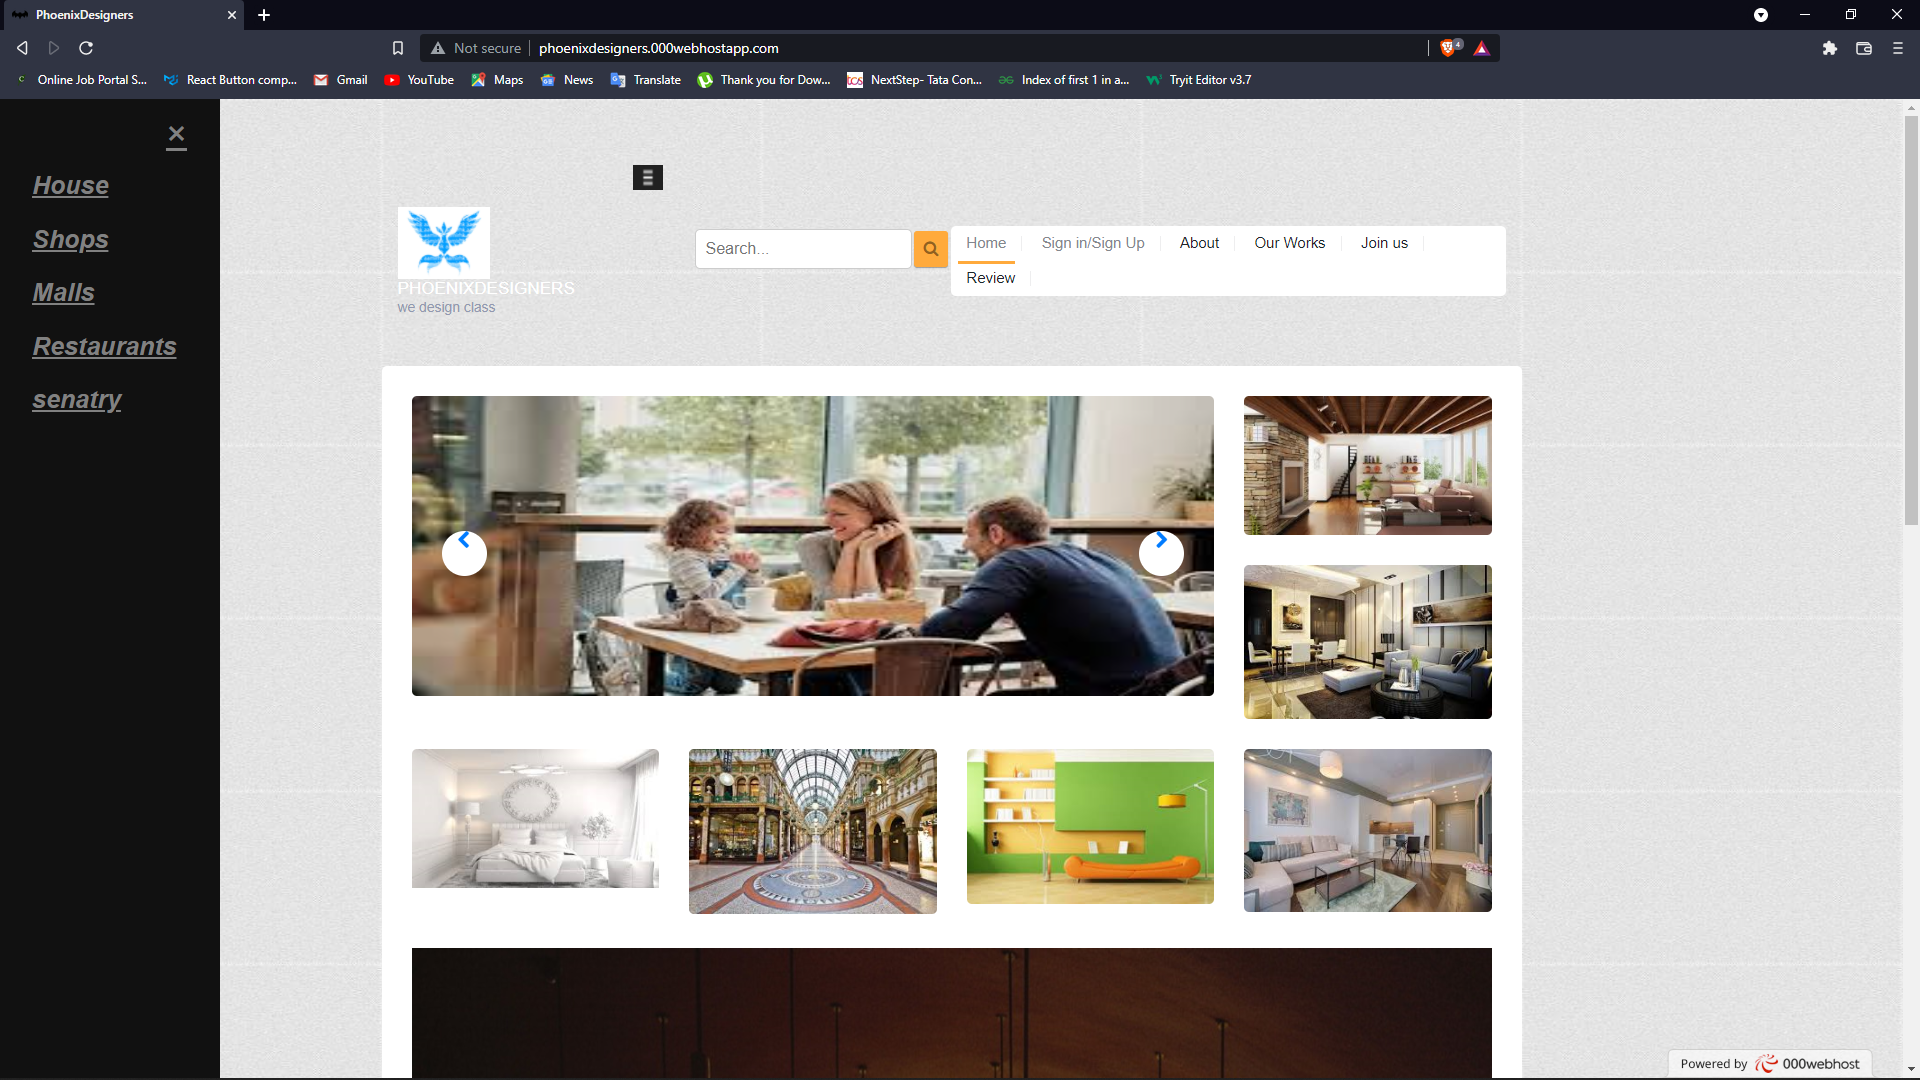 PhoenixDesigners
Not secure
phoenixdesigners.000webhostapp.com
4
Online Job Portal S...
React Button comp...
Gmail
YouTube
Maps
News
Translate
Thank you for Dow...
NextStep- Tata Con...
Index of first 1 in a...
Tryit Editor v3.7
House
Shops
Malls
Restaurants
senatry
PHOENIXDESIGNERS
we design class
Search...
Home
Sign in/Sign Up
About
Our Works
Join us
Review
Powered by 000webhost